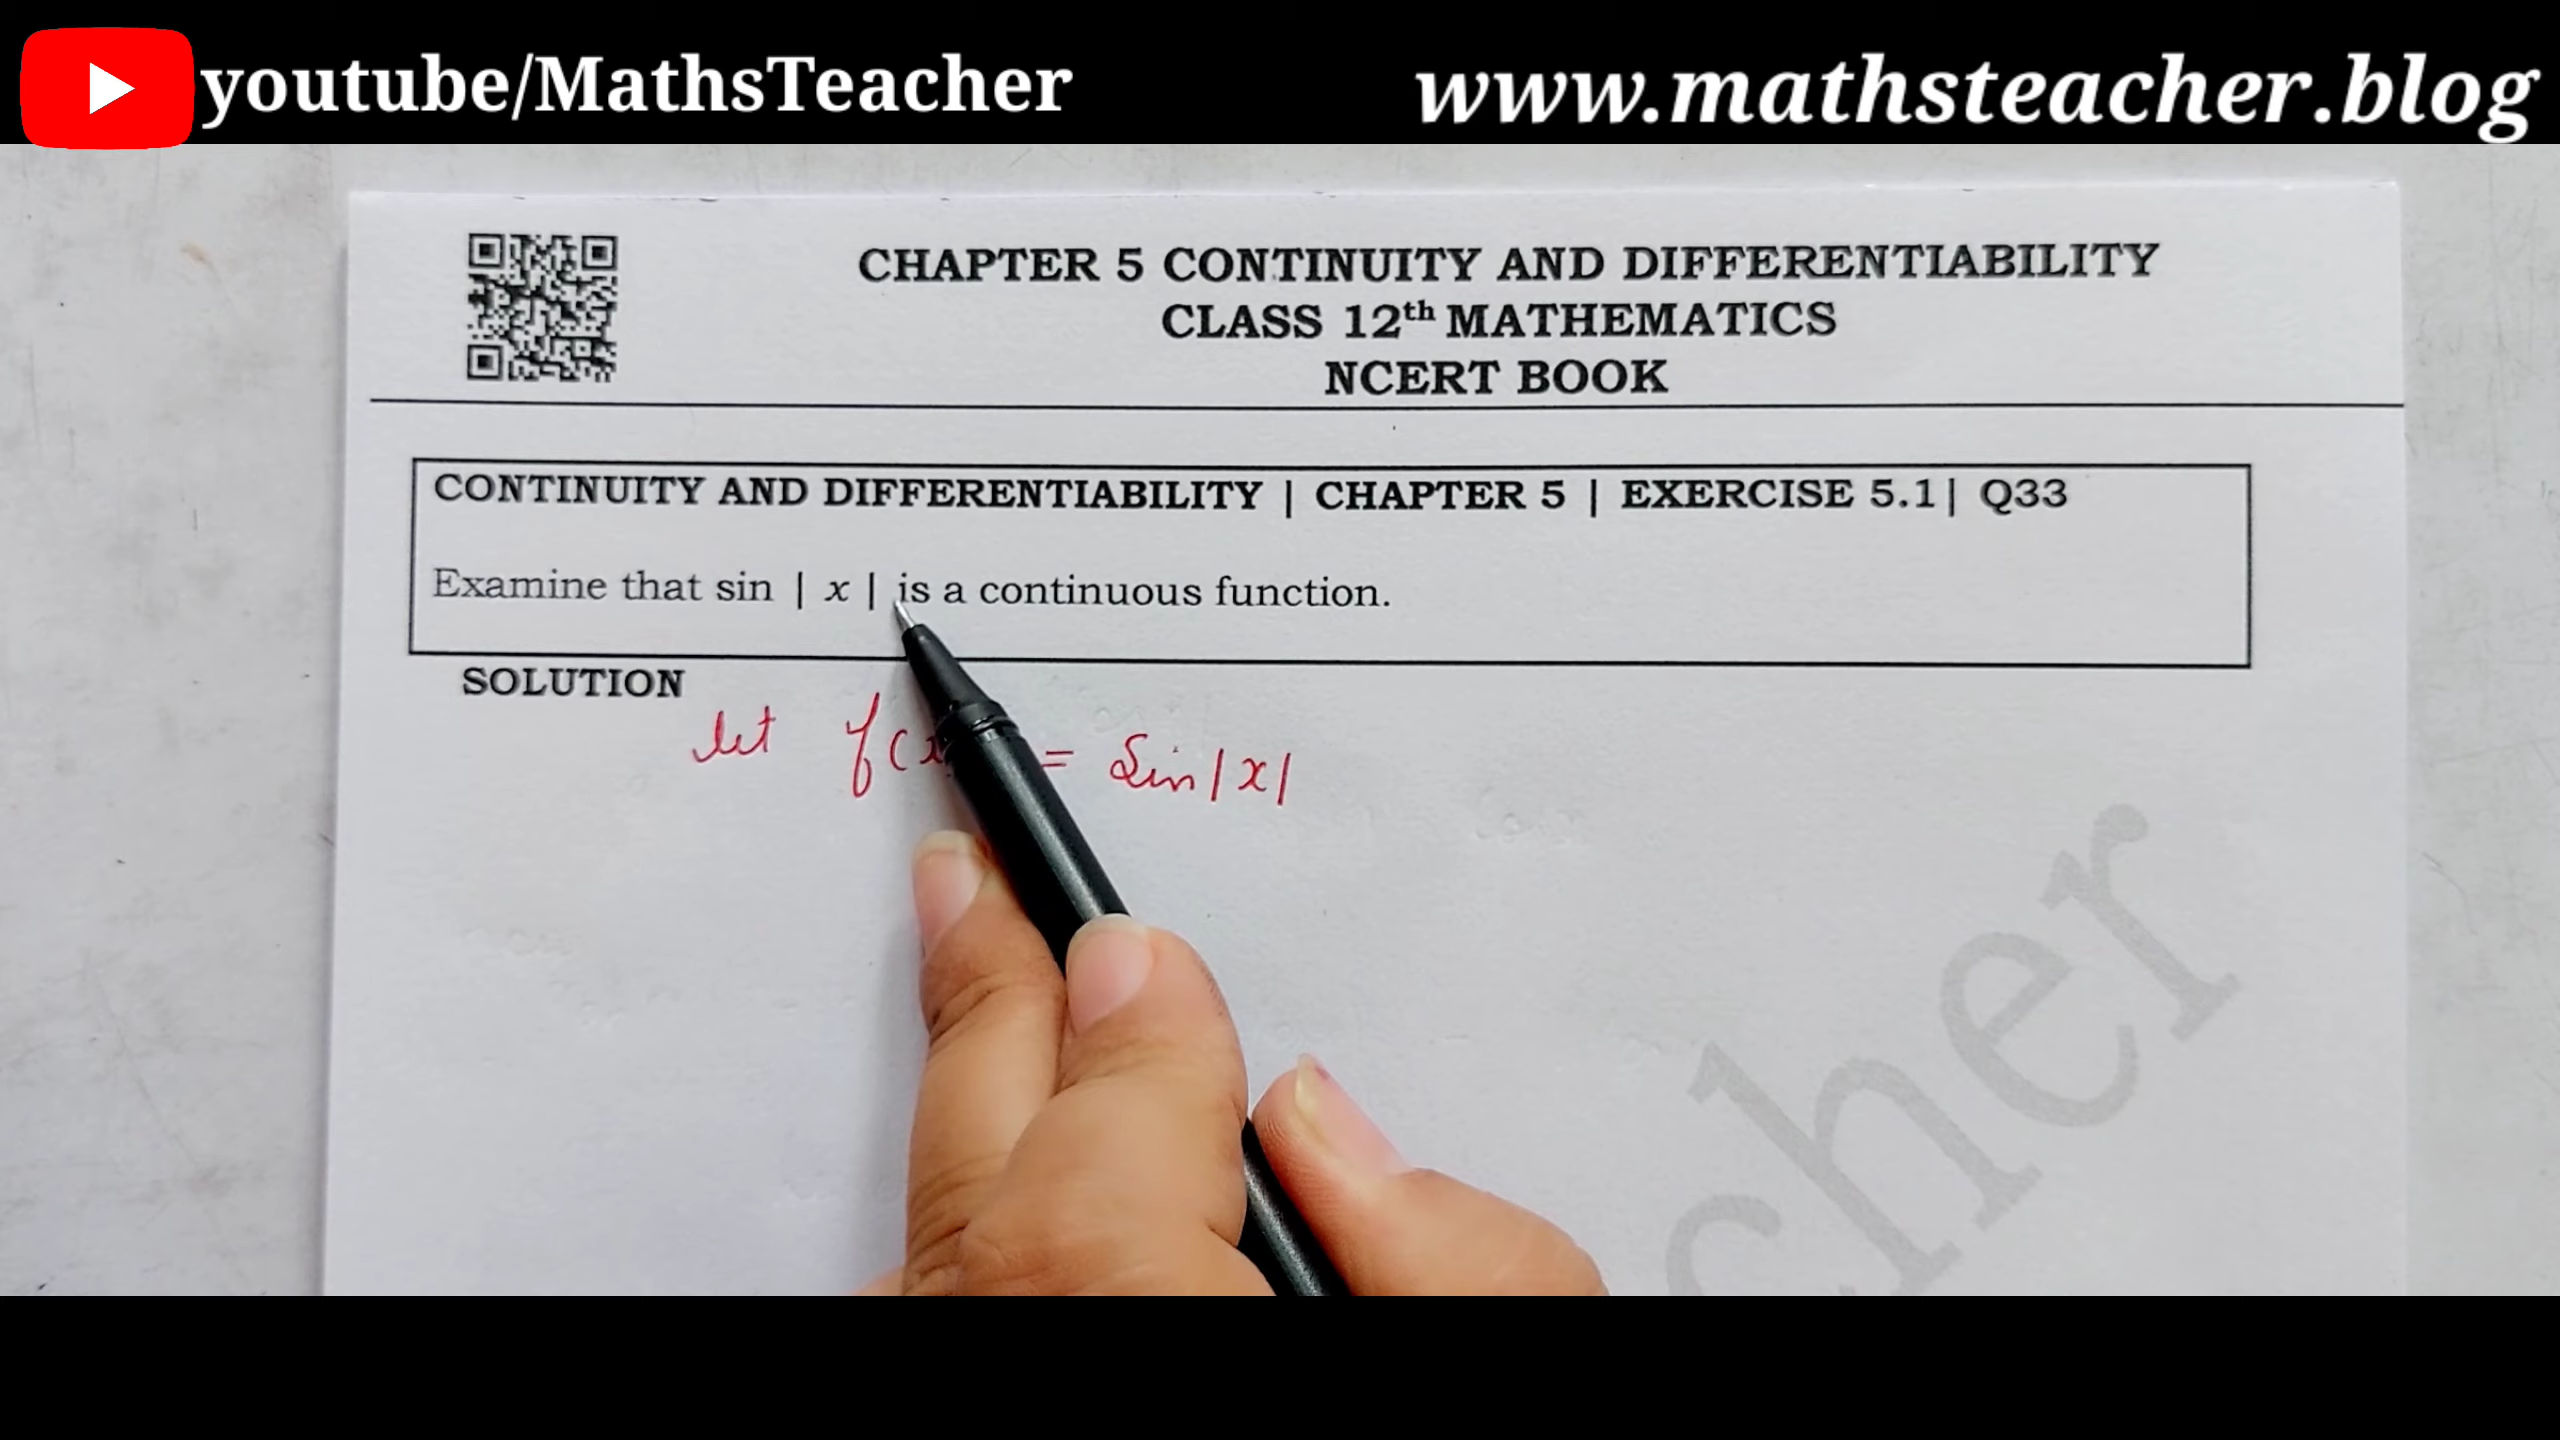 youtube/MathsTeacher
www.mathsteacher.blog
CHAPTER 5 CONTINUITY AND DIFFERENTIABILITY
CLASS 12th MATHEMATICS
NCERT BOOK
CONTINUITY AND DIFFERENTIABILITY | CHAPTER 5 | EXERCISE 5.1| Q33
Examine that sin | x | is a continuous function.
SOLUTION
let f(x = Sin|x|
cher